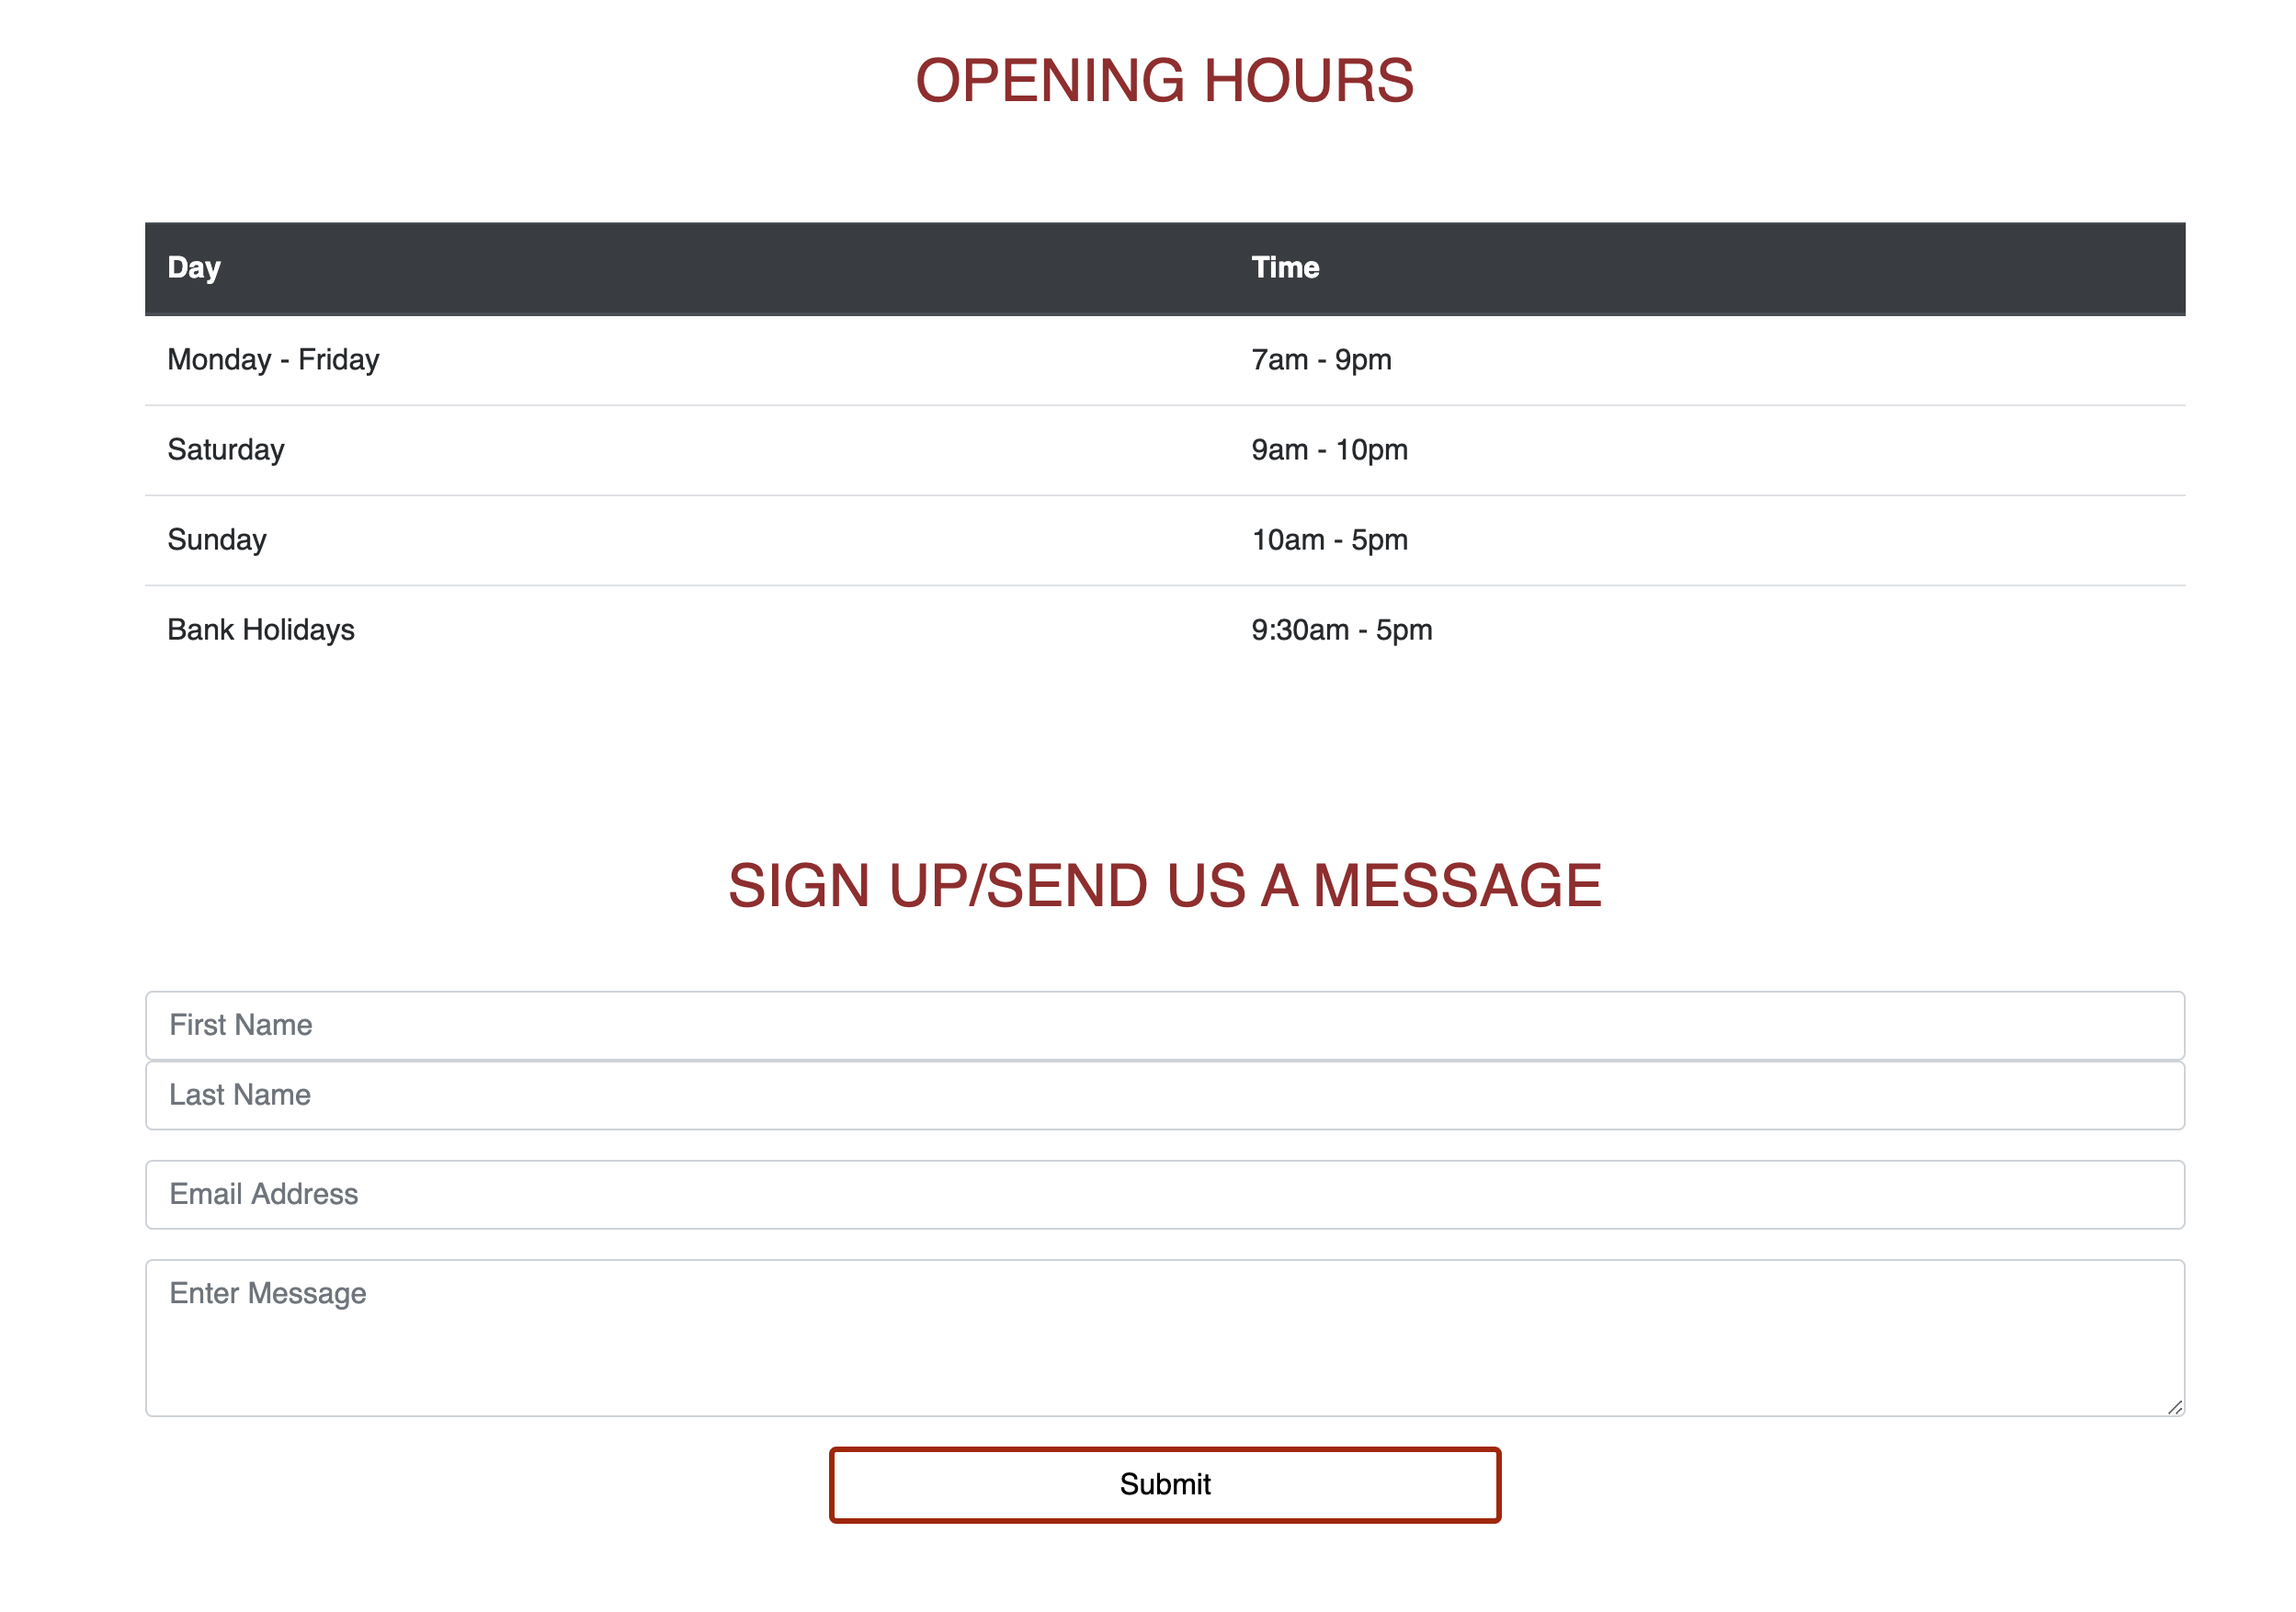 OPENING HOURS
Day Time
Monday - Friday 7am - 9pm
Saturday 9am - 10pm
Sunday 10am - 5pm
Bank Holidays 9:30am - 5pm
SIGN UP/SEND US A MESSAGE
First Name
Last Name
Email Address
Enter Message
Submit